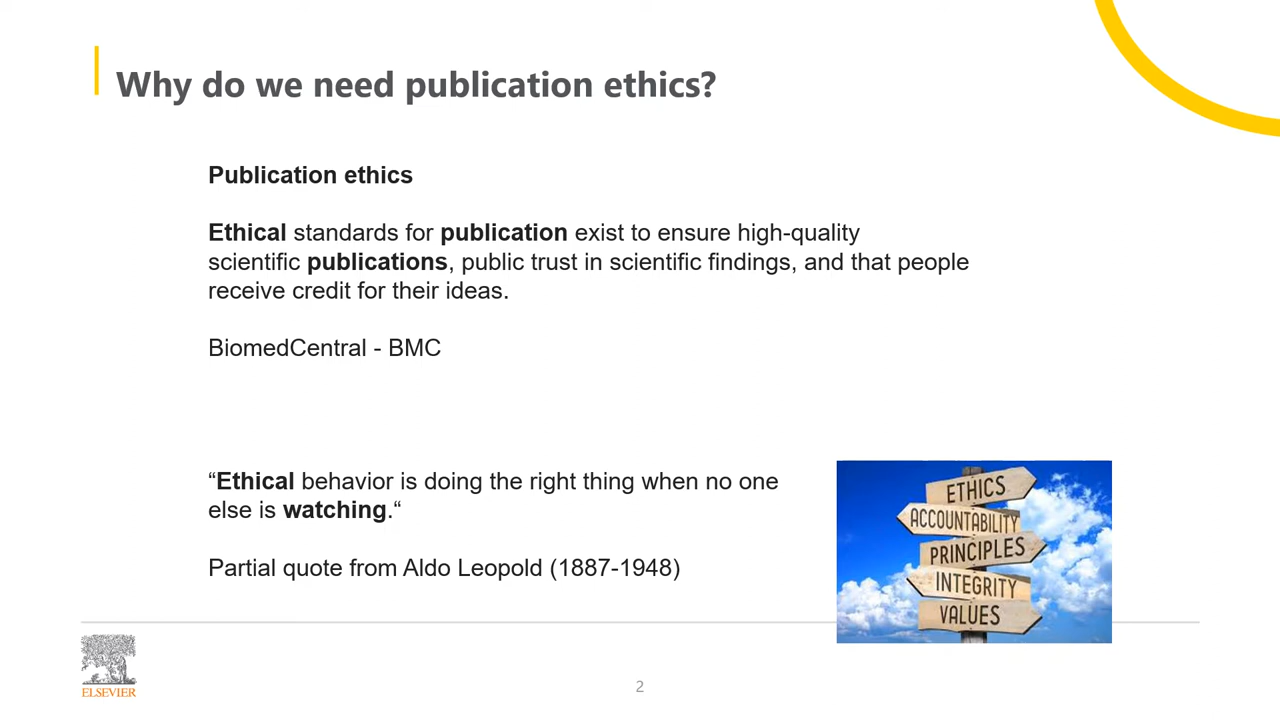 Why do we need publication ethics?
Publication ethics
Ethical standards for publication exist to ensure high-quality
scientific publications, public trust in scientific findings, and that people
receive credit for their ideas.
BiomedCentral - BMC
“Ethical behavior is doing the right thing when no one
else is watching.“
Partial quote from Aldo Leopold (1887-1948)
ETHICS
ACCOUNTABILITY
PRINCIPLES
INTEGRITY
VALUES
ELSEVIER
2